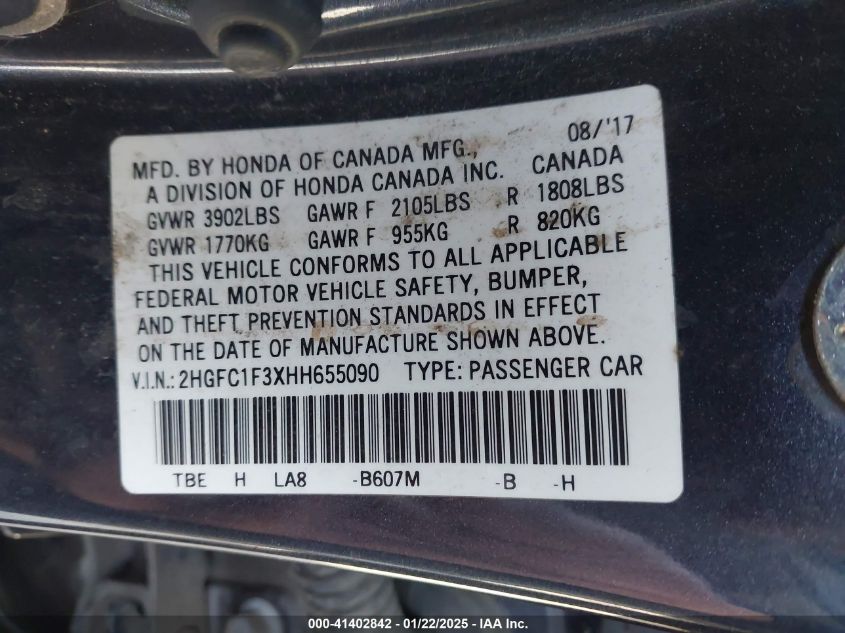 08/'17
MFD. BY HONDA OF CANADA MFG., CANADA
A DIVISION OF HONDA CANADA INC.
GVWR 3902LBS GAWR F 2105LBS R 1808LBS
GVWR 1770KG GAWR F 955KG R 820KG
THIS VEHICLE CONFORMS TO ALL APPLICABLE
FEDERAL MOTOR VEHICLE SAFETY, BUMPER,
AND THEFT PREVENTION STANDARDS IN EFFECT
ON THE DATE OF MANUFACTURE SHOWN ABOVE.
V.I.N.: 2HGFC1F3XHH655090 TYPE: PASSENGER CAR
TBE H LA8 -B607M -B -H
000-41402842 | 01/22/2025 - IAA Inc.